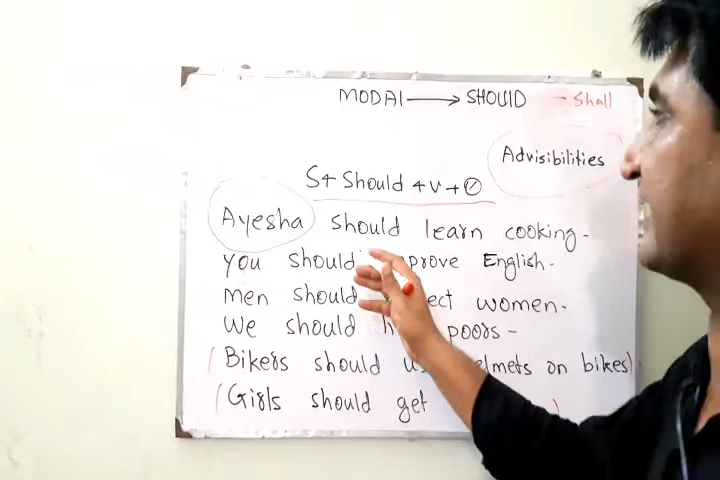 MODAl → SHOUlD - Shall
Advisibilities
S+ Should + v + O
Ayesha should learn cooking-
you should prove English.
Men should ect women.
We should h poors -
Bikers should us elmets on bikes
Girls should get